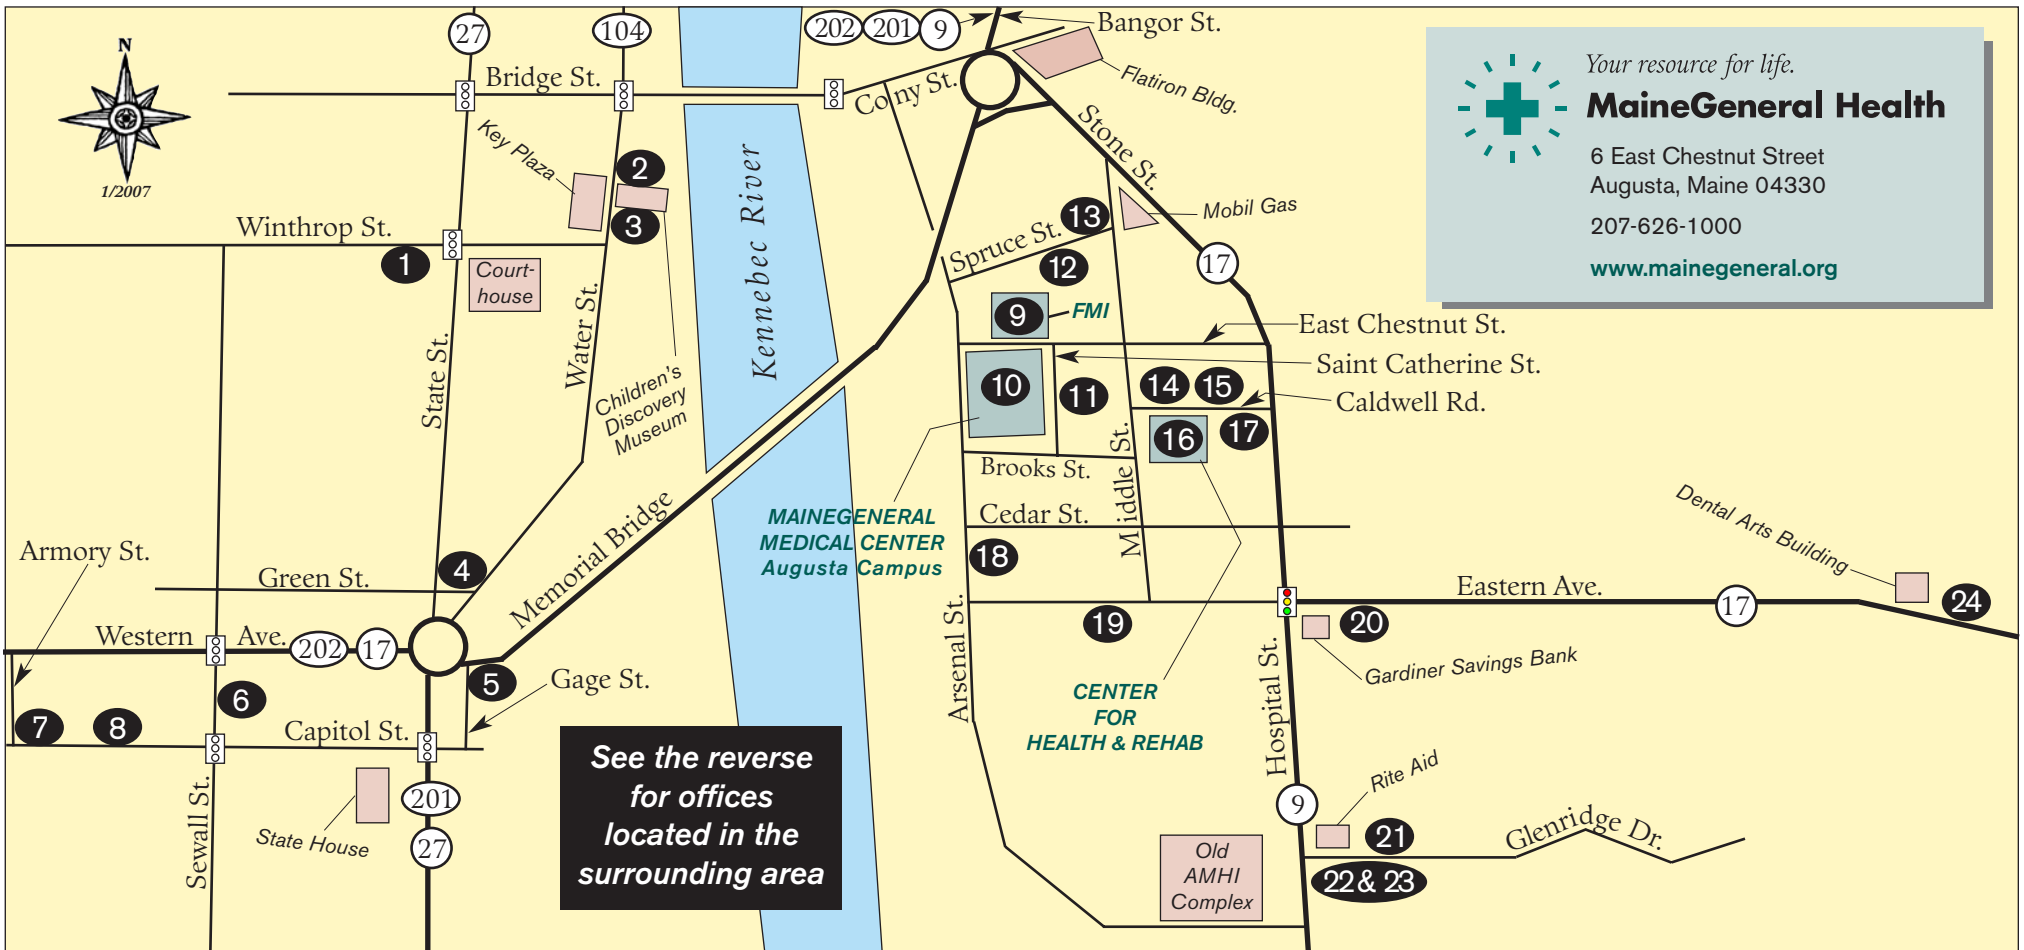 27
104
202
201
9
Bangor St.
Bridge St.
Cony St.
Flatiron Bldg.
Your resource for life.
MaineGeneral Health
6 East Chestnut Street
Augusta, Maine 04330
207-626-1000
www.mainegeneral.org
N
1/2007
Key Plaza
2
3
Stone St.
Kennebec River
Winthrop St.
1
Court-
house
13
Mobil Gas
Spruce St.
12
17
9
FMI
East Chestnut St.
Saint Catherine St.
State St.
Water St.
Children's
Discovery
Museum
10
11
14
15
Caldwell Rd.
16
17
Brooks St.
Middle St.
Memorial Bridge
MAINEGENERAL
MEDICAL CENTER
Augusta Campus
Cedar St.
18
Dental Arts Building
Armory St.
Green St.
4
Eastern Ave.
17
24
Western Ave.
202
17
19
20
Gardiner Savings Bank
5
Gage St.
Arsenal St.
Hospital St.
6
7
8
Capitol St.
CENTER
FOR
HEALTH & REHAB
See the reverse
for offices
located in the
surrounding area
Sewall St.
State House
201
27
9
Rite Aid
21
Glenridge Dr.
Old
AMHI
Complex
22 & 23